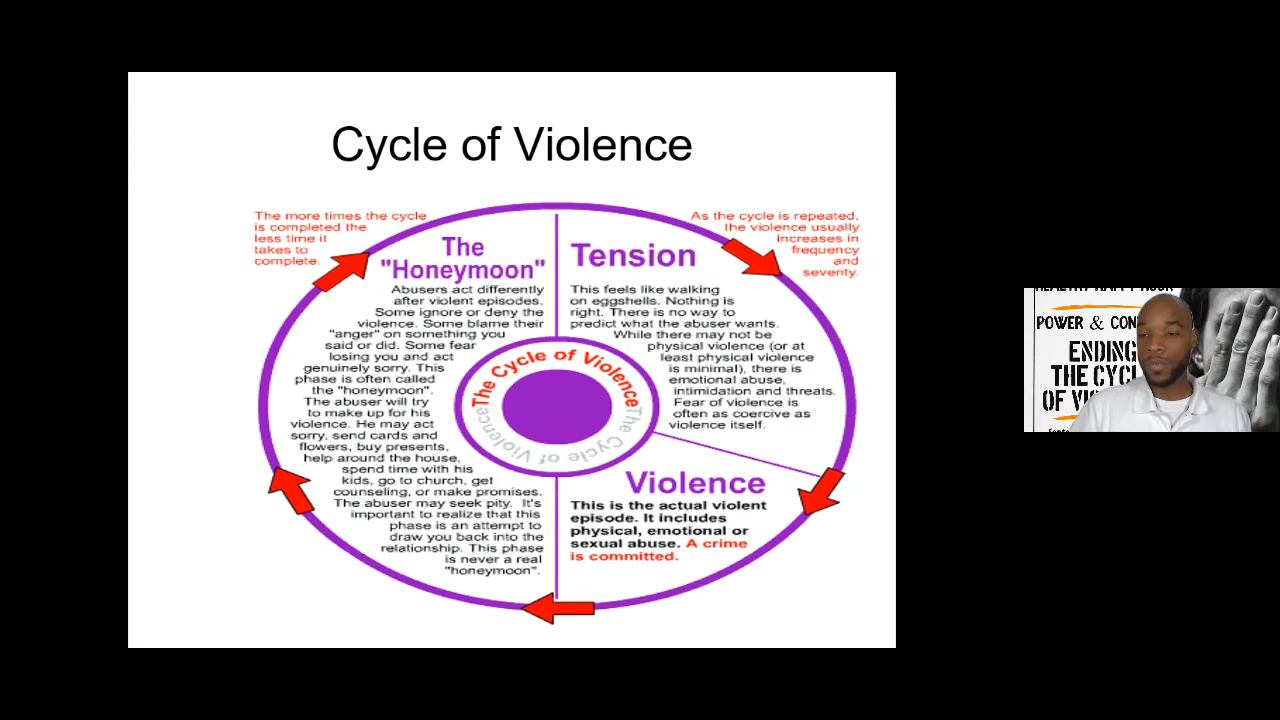 Cycle of Violence
The more times the cycle
is completed the
less time it
takes to
complete.
As the cycle is repeated,
the violence usually
increases in
frequency
and
severity.
The
"Honeymoon"
Abusers act differently
after violent episodes.
Some ignore or deny the
violence. Some blame their
"anger" on something you
said or did. Some fear
losing you and act
genuinely sorry. This
phase is often called
the "honeymoon".
The abuser will try
to make up for his
violence. He may act
sorry, send cards and
flowers, buy presents,
help around the house,
spend time with his
kids, go to church, get
counseling, or make promises.
The abuser may seek pity. It's
important to realize that this
phase is an attempt to
draw you back into the
relationship. This phase
is never a real
"honeymoon".
Tension
This feels like walking
on eggshells. Nothing is
right. There is no way to
predict what the abuser wants.
While there may not be
physical violence (or at
least physical violence
is minimal), there is
emotional abuse,
intimidation and threats.
Fear of violence is
often as coercive as
violence itself.
The Cycle of Violence
The Cycle of Violence
Violence
This is the actual violent
episode. It includes
physical, emotional or
sexual abuse. A crime
is committed.
POWER & CON
ENDING
THE CYCL
OF VI